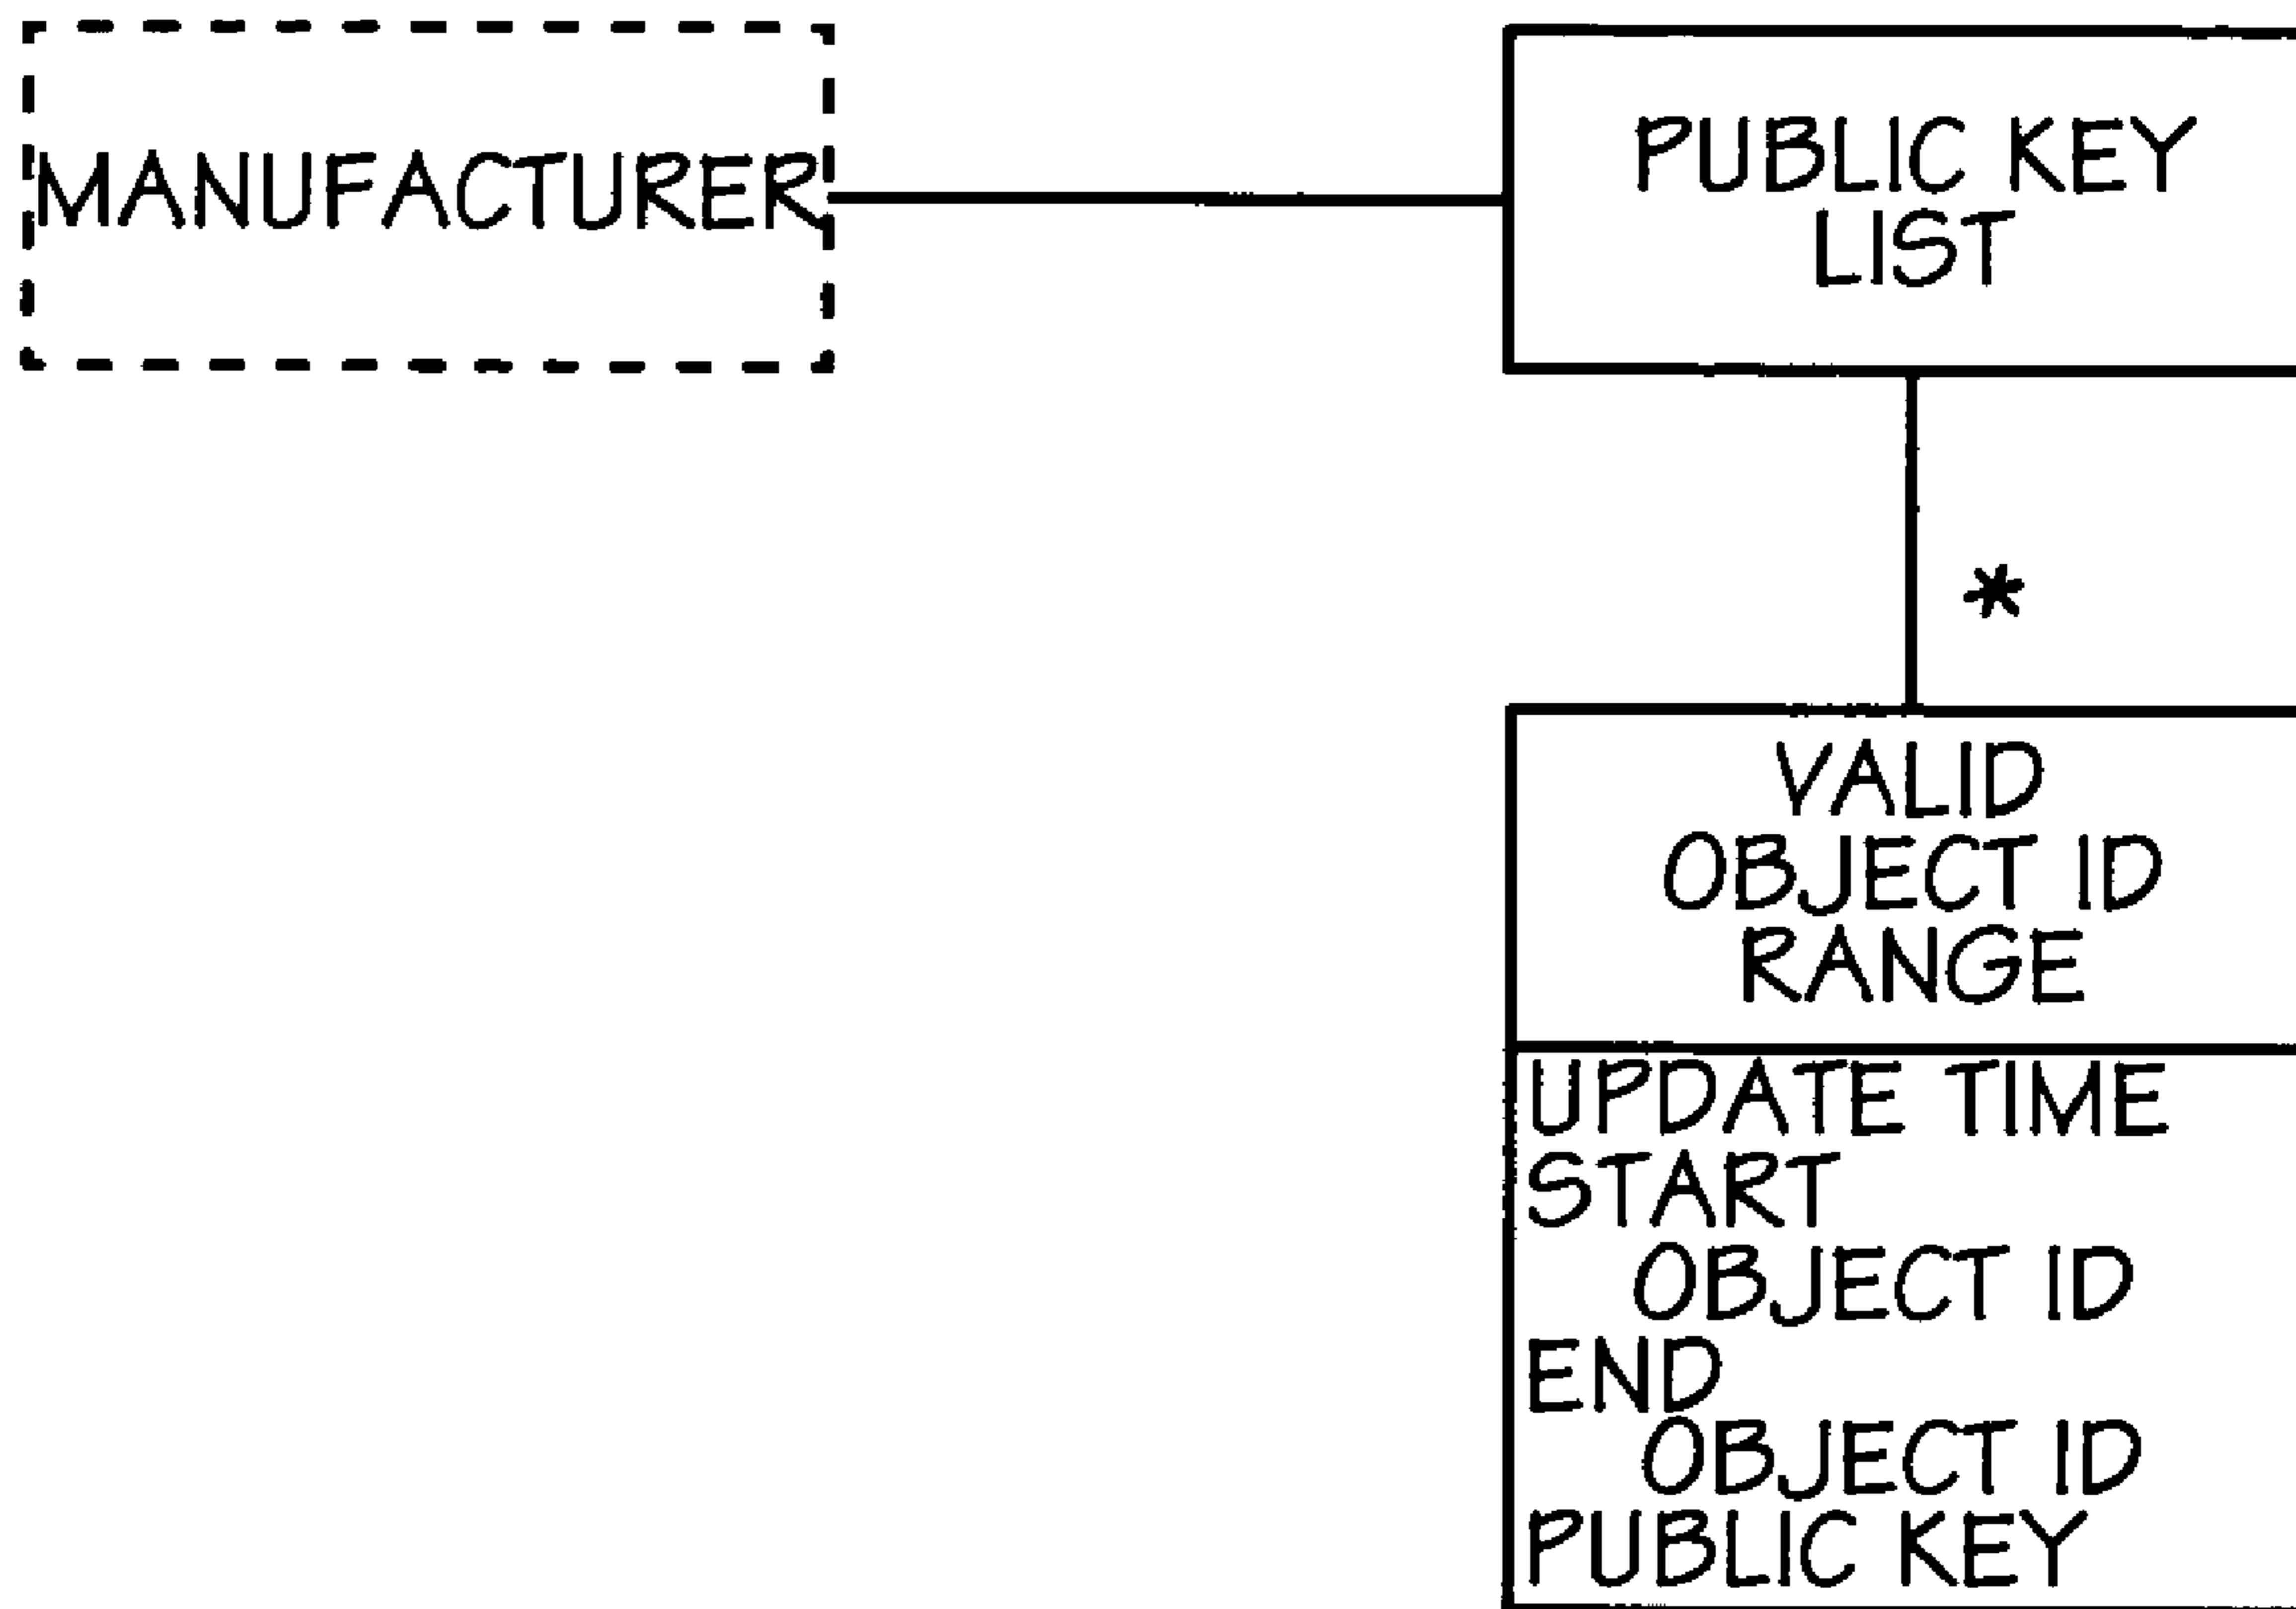 MANUFACTURER
PUBLIC KEY
LIST
*
VALID
OBJECT ID
RANGE
UPDATE TIME
START
OBJECT ID
END
OBJECT ID
PUBLIC KEY